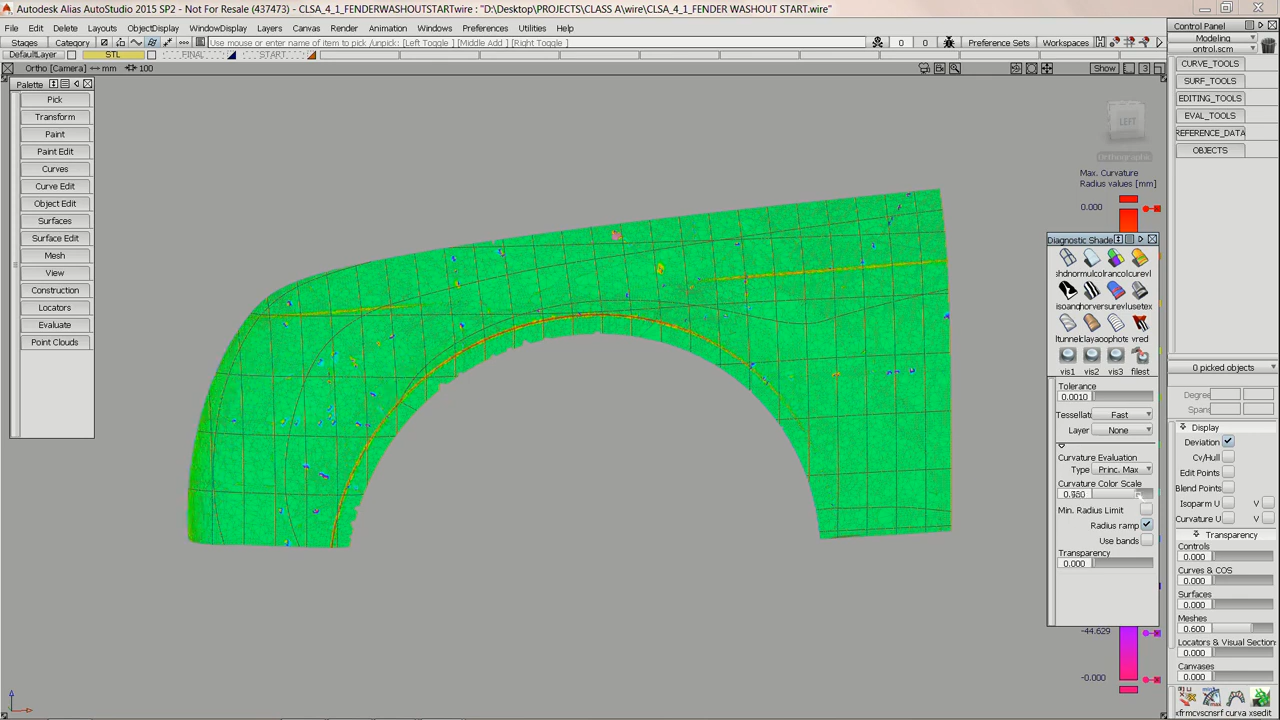 Autodesk Alias AutoStudio 2015 SP2 - Not For Resale (437473) - CLSA_4_1_FENDERWASHOUTSTARTwire : "D:\Desktop\PROJECTS\CLASS A\wire\CLSA_4_1_FENDER WASHOUT START.wire"
File Edit Delete Layouts ObjectDisplay WindowDisplay Layers Canvas Render Animation Windows Preferences Utilities Help
Stages Category Use mouse or enter name of item to pick /unpick: [Left Toggle ] [Middle Add ] [Right Toggle ] 0 0 Preference Sets Workspaces
DefaultLayer STL FINAL START
Ortho [Camera] mm 100 Show 3
Palette
Pick
Transform
Paint
Paint Edit
Curves
Curve Edit
Object Edit
Surfaces
Surface Edit
Mesh
View
Construction
Locators
Evaluate
Point Clouds
LEFT
Orthographic
Max. Curvature
Radius values [mm]
0.000
-44.629
-0.000
Diagnostic Shade
Tolerance
0.0010
Tessellat Fast
Layer None
Curvature Evaluation
Type Princ. Max
Curvature Color Scale
Min. Radius Limit
Radius ramp
Use bands
Transparency
0.000
vis1 vis2 vis3 filest
Control Panel
Modeling
ontrol.scm
CURVE_TOOLS
SURF_TOOLS
EDITING_TOOLS
EVAL_TOOLS
REFERENCE_DATA
OBJECTS
0 picked objects
Degree
Spans
Display
Deviation
Cv/Hull
Edit Points
Blend Points
Isoparm U V
Curvature U V
Transparency
Controls
0.000
Curves & COS
0.000
Surfaces
0.000
Meshes
0.600
Locators & Visual Section
0.000
Canvases
0.000